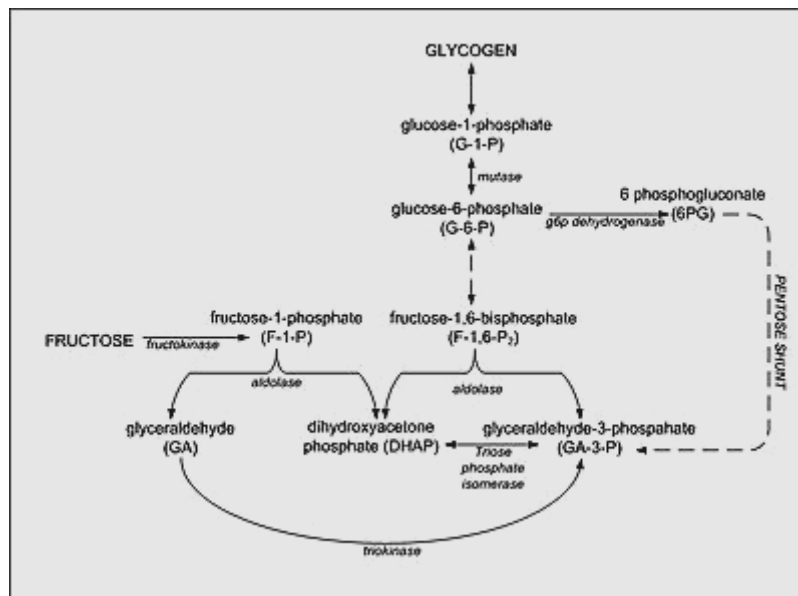 GLYCOGEN
glucose-1-phosphate
(G-1-P)
mutase
glucose-6-phosphate
(G-6-P)
g6p dehydrogenase
6 phosphogluconate
(6PG)
PENTOSE SHUNT
FRUCTOSE
fructokinase
fructose-1-phosphate
(F-1-P)
fructose-1,6-bisphosphate
(F-1,6-P₂)
aldolase
aldolase
glyceraldehyde
(GA)
dihydroxyacetone
phosphate (DHAP)
glyceraldehyde-3-phospahate
(GA-3-P)
Triose
phosphate
isomerase
triokinase